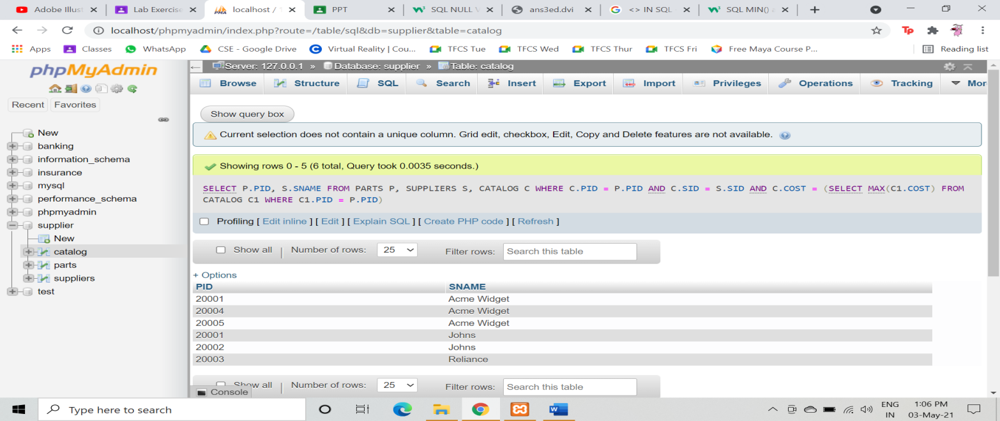 Adobe Illust Lab Exercise localhost / 1 PPT SQL NULL V ans3ed.dvi <> IN SQL SQL MIN()
localhost/phpmyadmin/index.php?route=/table/sql&db=supplier&table=catalog
Apps Classes WhatsApp CSE - Google Drive Virtual Reality | Cou... TFCS Tue TFCS Wed TFCS Thur TFCS Fri Free Maya Course P... Reading list
phpMyAdmin
Recent Favorites
New
banking
information_schema
insurance
mysql
performance_schema
phpmyadmin
supplier
New
catalog
parts
suppliers
test
Server: 127.0.0.1 » Database: supplier » Table: catalog
Browse Structure SQL Search Insert Export Import Privileges Operations Tracking Mor
Show query box
Current selection does not contain a unique column. Grid edit, checkbox, Edit, Copy and Delete features are not available.
Showing rows 0 - 5 (6 total, Query took 0.0035 seconds.)
SELECT P.PID, S.SNAME FROM PARTS P, SUPPLIERS S, CATALOG C WHERE C.PID = P.PID AND C.SID = S.SID AND C.COST = (SELECT MAX(C1.COST) FROM
CATALOG C1 WHERE C1.PID = P.PID)
Profiling [ Edit inline ] [ Edit ] [ Explain SQL ] [ Create PHP code ] [ Refresh ]
Show all | Number of rows: 25 Filter rows: Search this table
+ Options
PID SNAME
20001 Acme Widget
20004 Acme Widget
20005 Acme Widget
20001 Johns
20002 Johns
20003 Reliance
Show all | Number of rows: 25 Filter rows: Search this table
Console
Type here to search
ENG
IN
1:06 PM
03-May-21